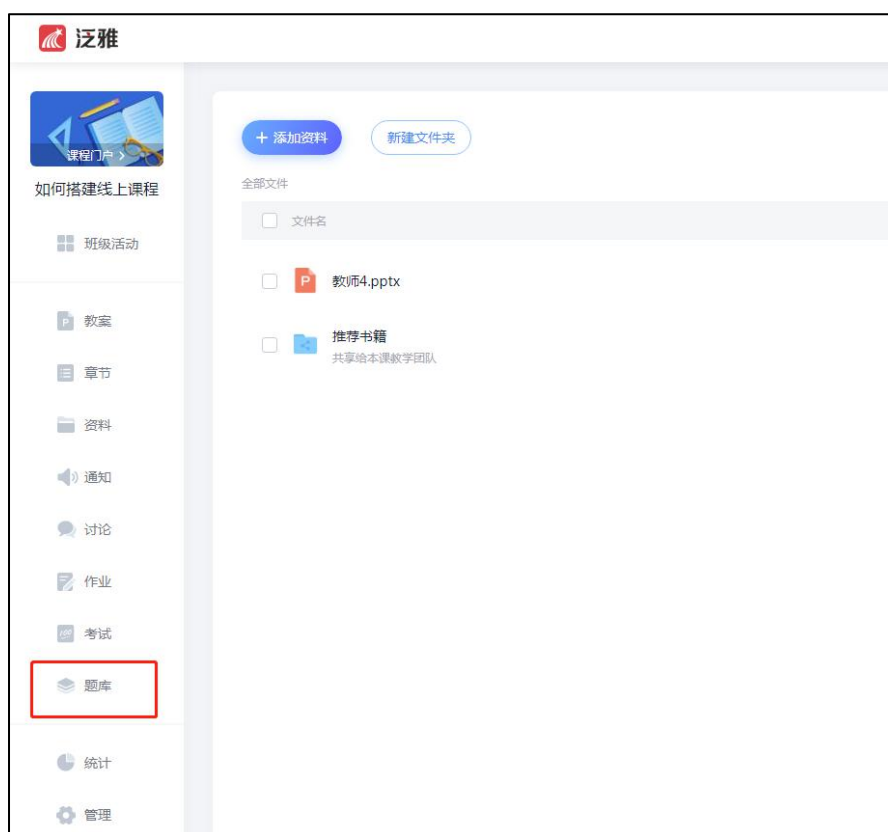 泛雅
课程门户 >
如何搭建线上课程
班级活动
教案
章节
资料
通知
讨论
作业
考试
题库
统计
管理
+ 添加资料
新建文件夹
全部文件
文件名
教师4.pptx
推荐书籍
共享给本课教学团队